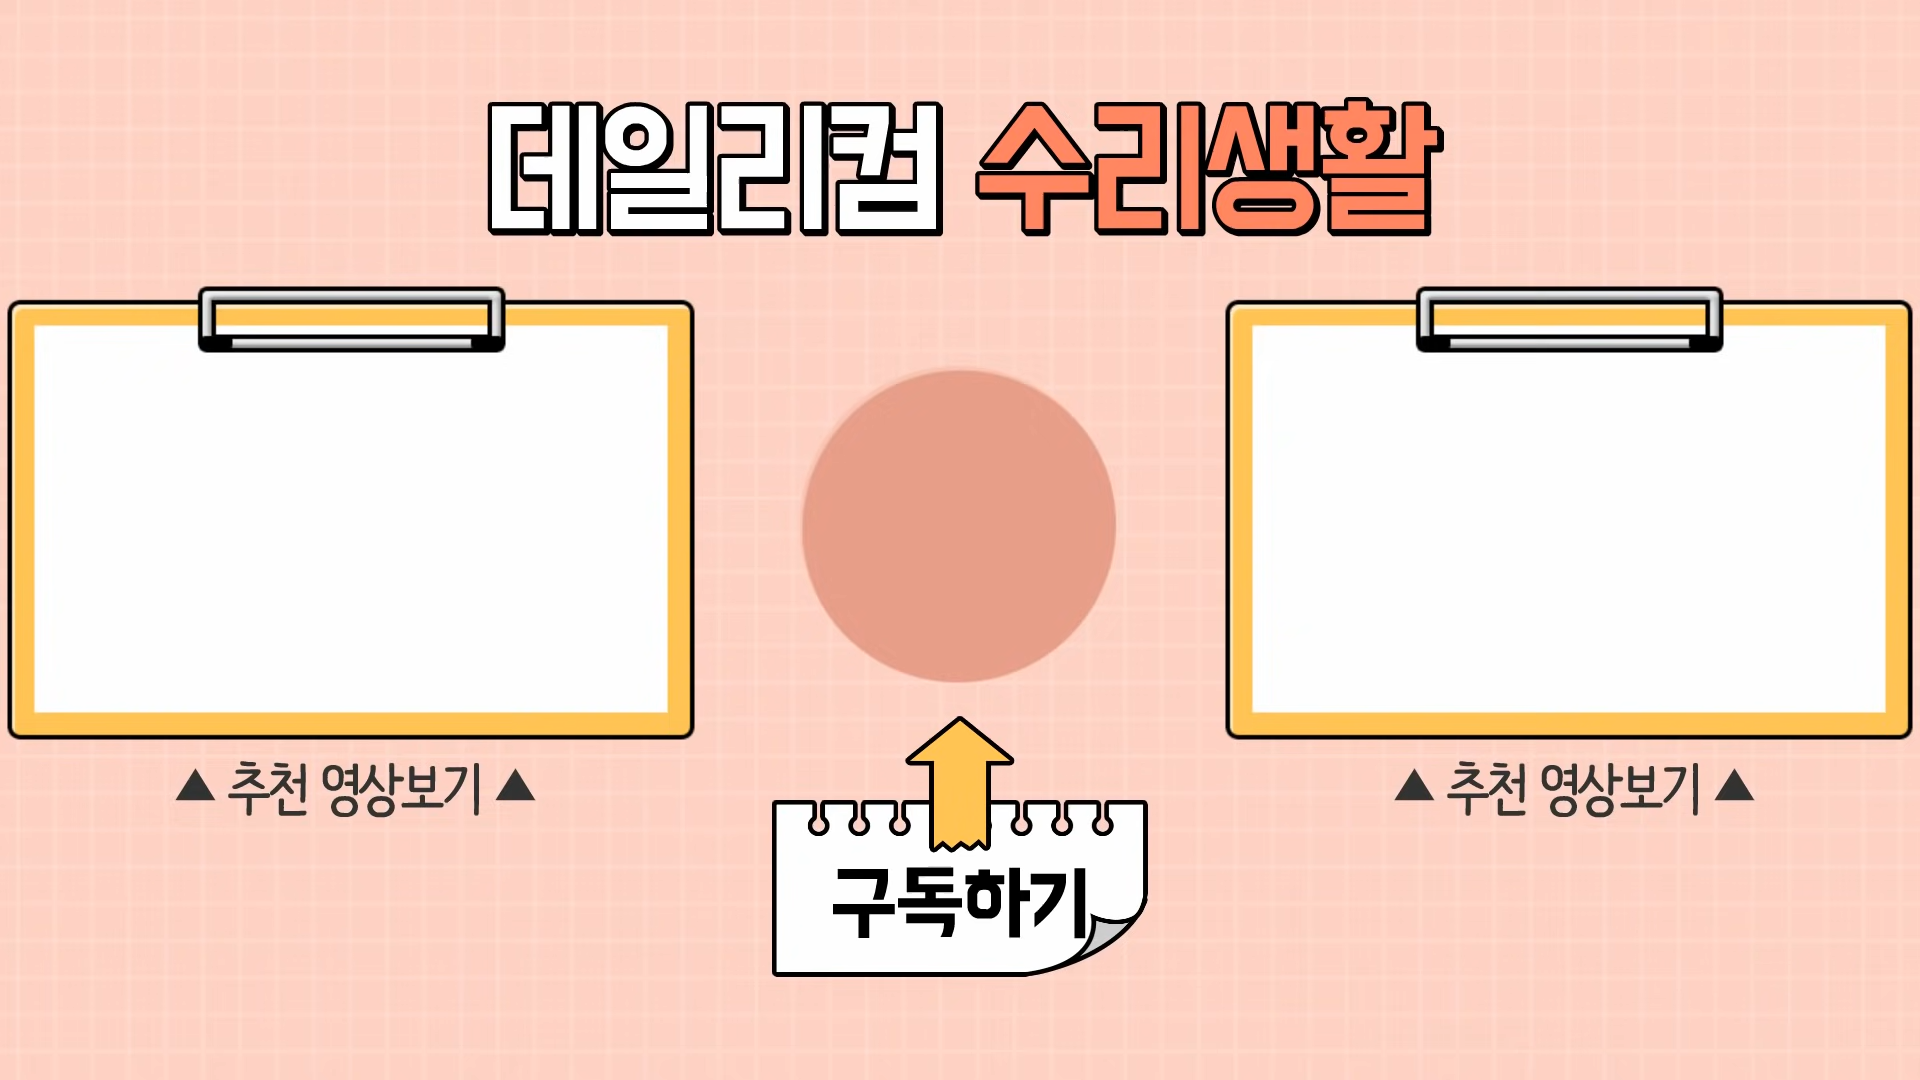 데일리컴 수리생활
▲ 추천 영상보기 ▲
▲ 추천 영상보기 ▲
구독하기